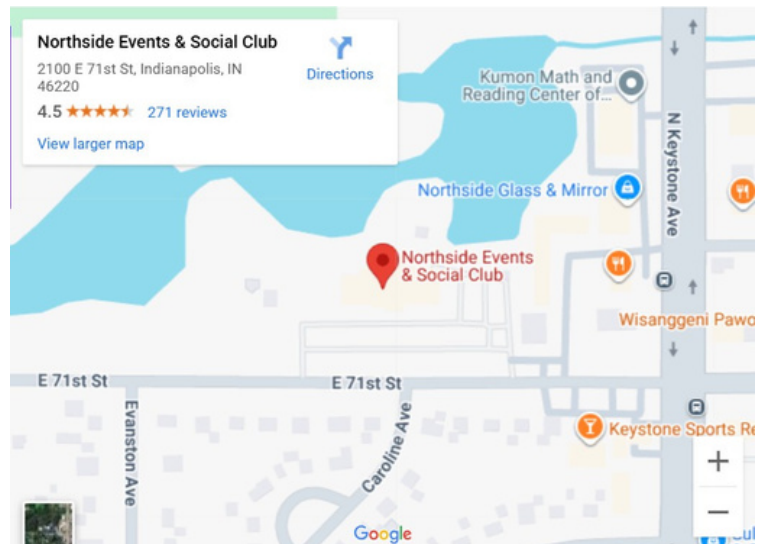 Northside Events & Social Club
2100 E 71st St, Indianapolis, IN
46220
Directions
4.5
271 reviews
View larger map
Kumon Math and
Reading Center of...
N Keystone Ave
Northside Glass & Mirror
Northside Events
& Social Club
Wisanggeni Pawo
E 71st St
E 71st St
Evanston Ave
Caroline Ave
Keystone Sports Re
+
−
Google